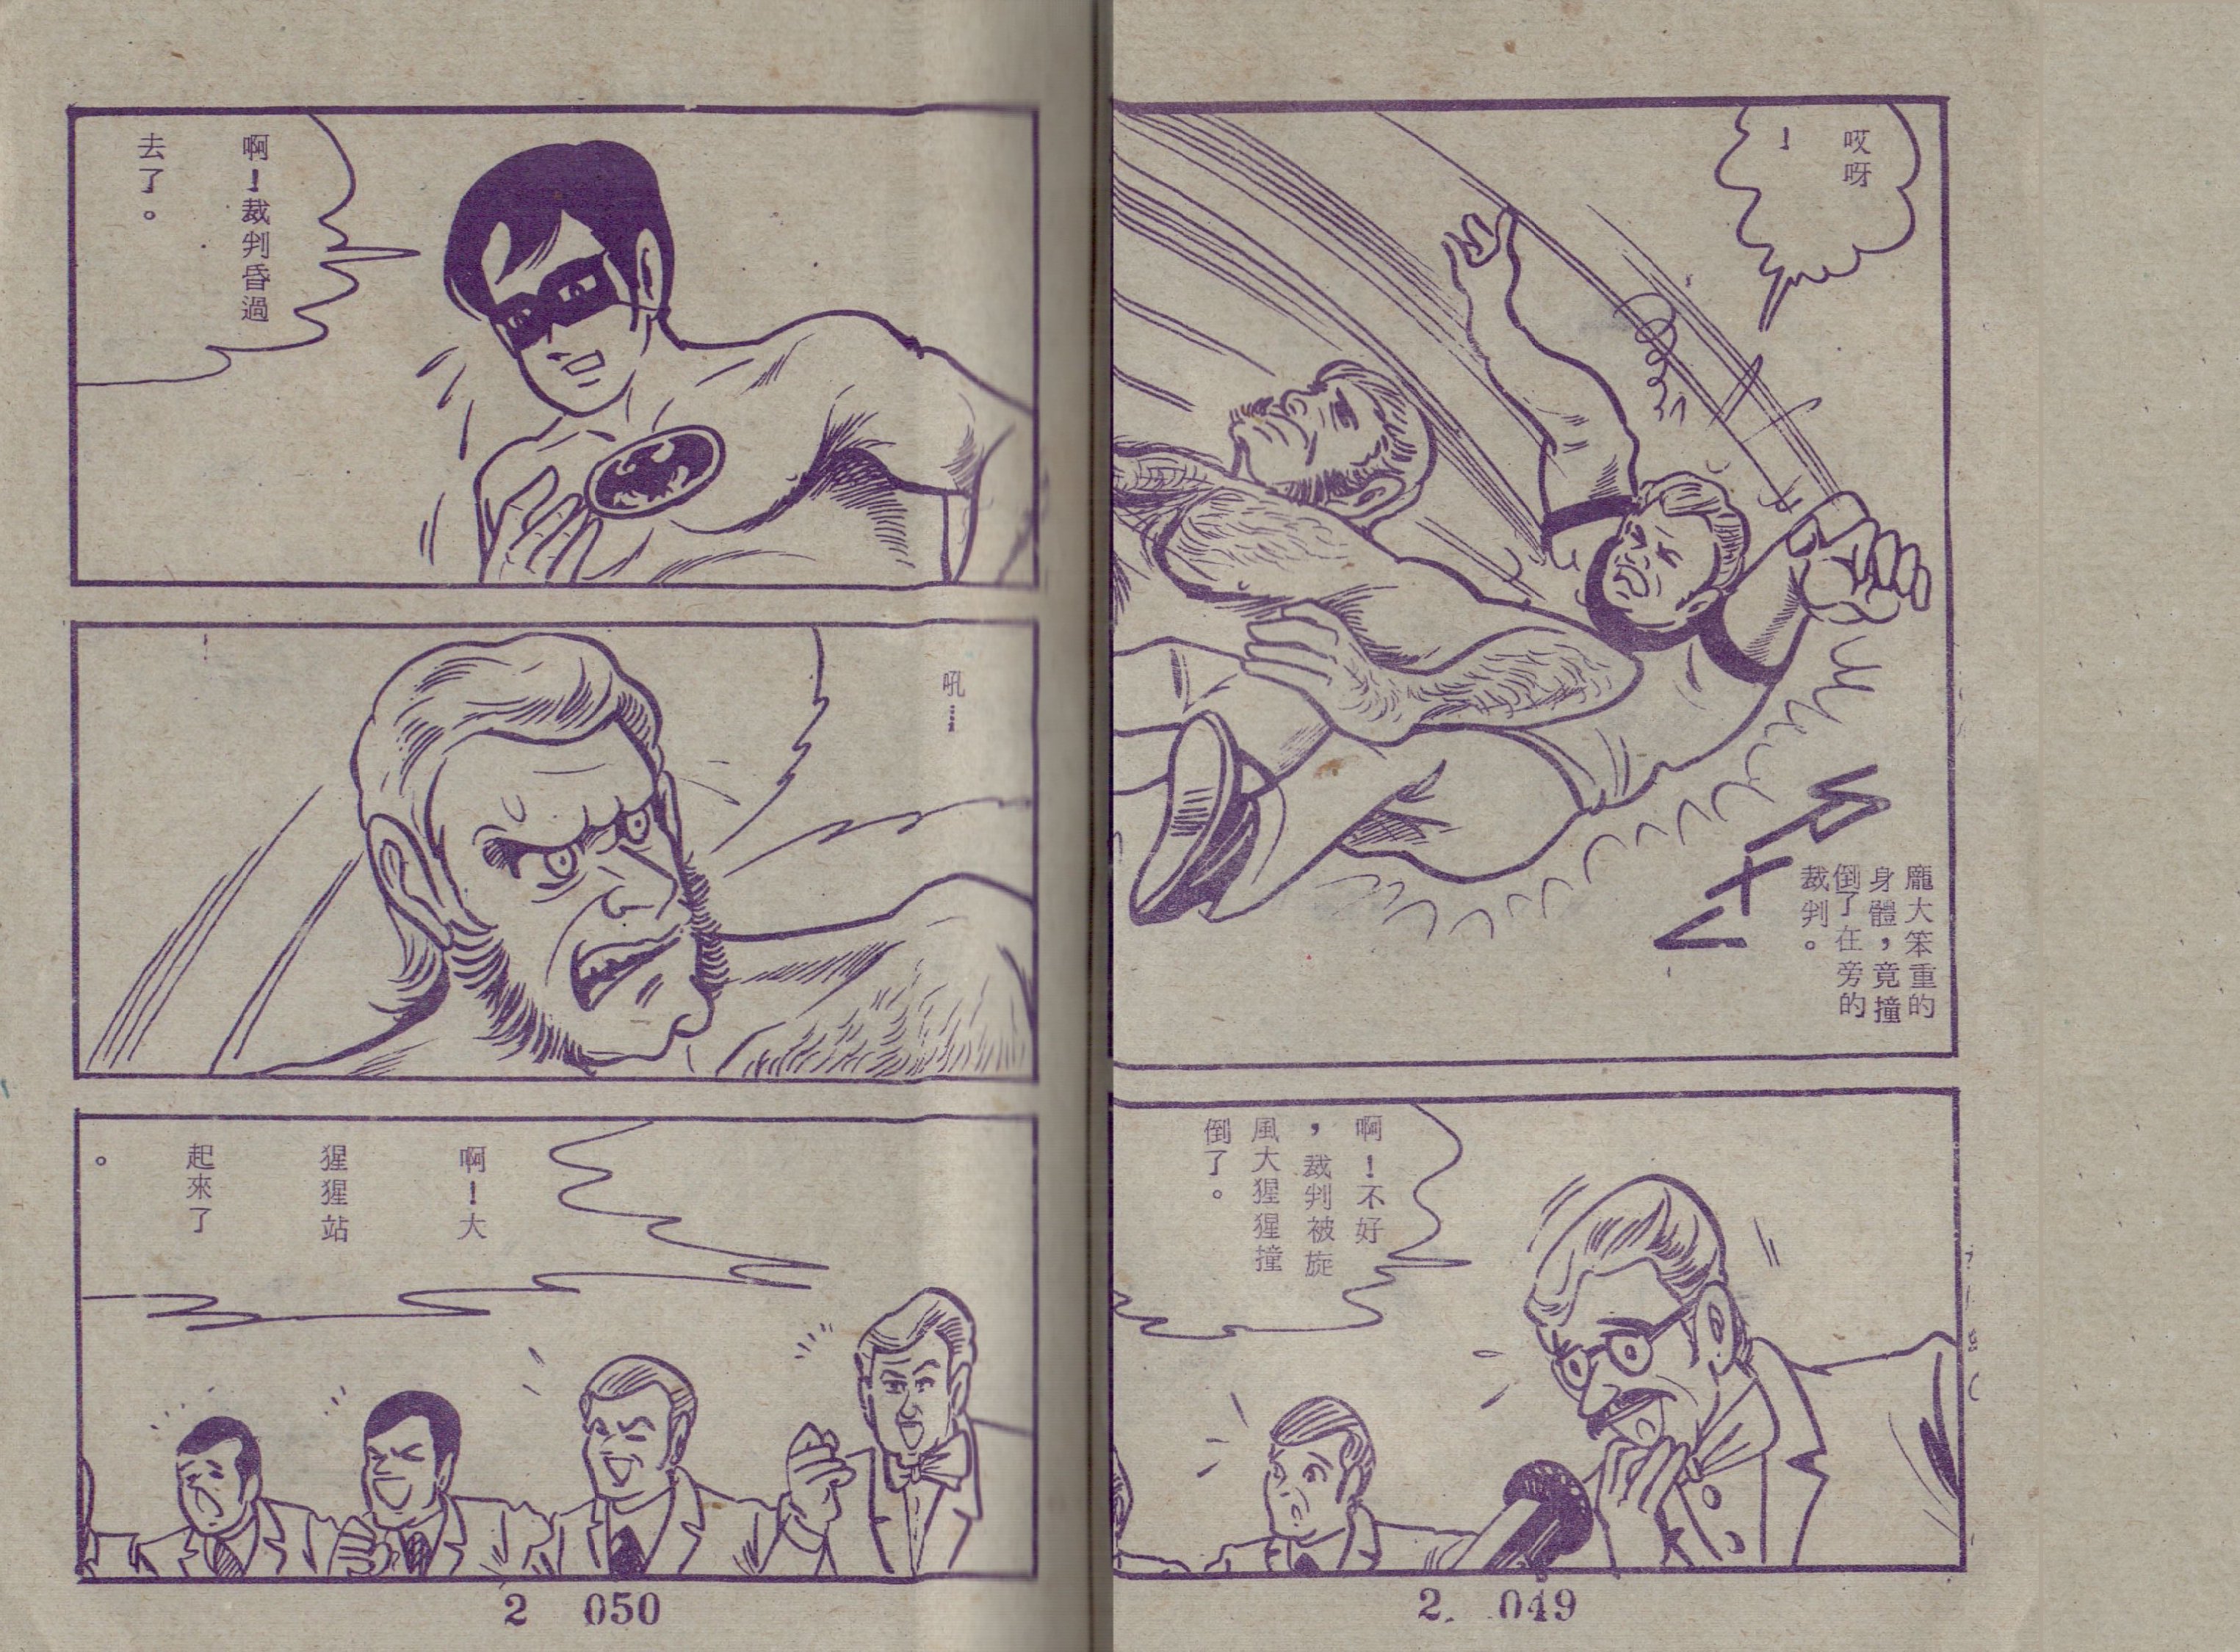 哎呀
！
龐大笨重的
身體，竟撞
倒了在旁的
裁判。
啊！不好
，裁判被旋
風大猩猩撞
倒了。
2 049
啊！裁判昏過
去了。
吼……
！
啊！大
猩猩站
起來了
。
2 050